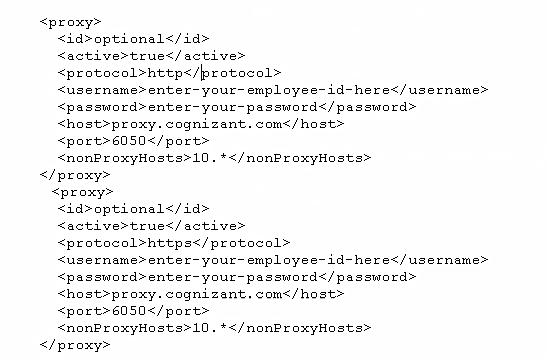 <proxy>
<id>optional</id>
<active>true</active>
<protocol>http</protocol>
<username>enter-your-employee-id-here</username>
<password>enter-your-password</password>
<host>proxy.cognizant.com</host>
<port>6050</port>
<nonProxyHosts>10.*</nonProxyHosts>
</proxy>
<proxy>
<id>optional</id>
<active>true</active>
<protocol>https</protocol>
<username>enter-your-employee-id-here</username>
<password>enter-your-password</password>
<host>proxy.cognizant.com</host>
<port>6050</port>
<nonProxyHosts>10.*</nonProxyHosts>
</proxy>